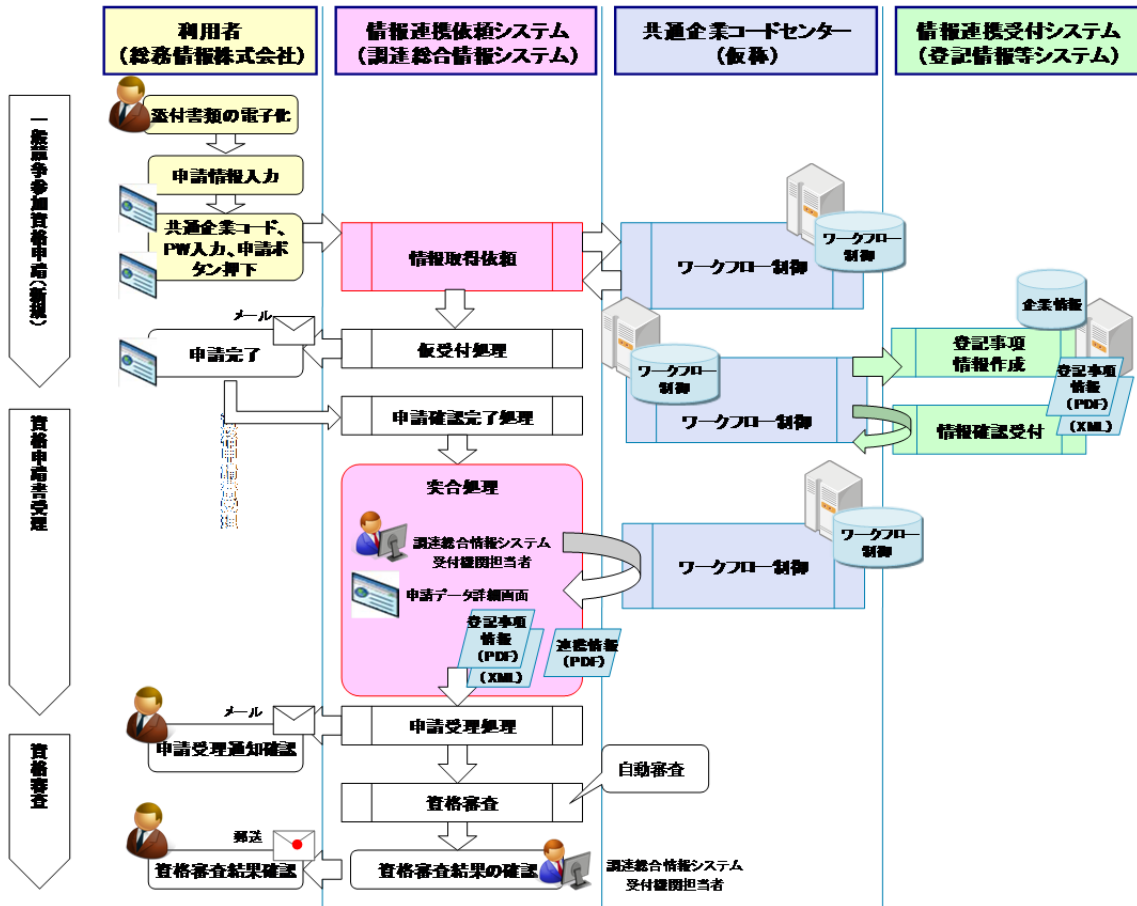 利用者
(総務情報株式会社)
情報連携依頼システム
(調達総合情報システム)
共通企業コードセンター
(仮称)
情報連携受付システム
(登記情報等システム)
一般競争参加資格申請(新規)
添付書類の電子化
申請情報入力
共通企業コード、
PW入力、申請ボ
タン押下
情報取得依頼
ワークフロー制御
ワークフロー
制御
企業情報
メール
申請完了
仮受付処理
ワークフロー
制御
登記事項
情報作成
登記事項
情報
(PDF)
(XML)
資格申請書受理
申請確認完了処理
ワークフロー制御
情報確認受付
突合処理
調達総合情報システム
受付機関担当者
申請データ詳細画面
登記事項
情報
(PDF)
(XML)
連携情報
(PDF)
ワークフロー制御
ワークフロー
制御
メール
申請受理通知確認
申請受理処理
資格審査
自動審査
資格審査
郵送
資格審査結果確認
資格審査結果の確認
調達総合情報システム
受付機関担当者